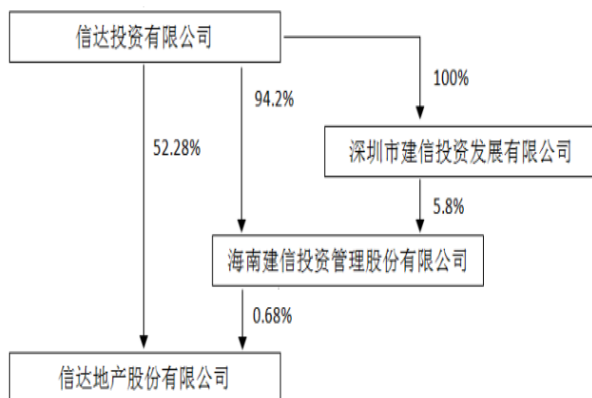 信达投资有限公司
100%
94.2%
52.28%
深圳市建信投资发展有限公司
5.8%
海南建信投资管理股份有限公司
0.68%
信达地产股份有限公司